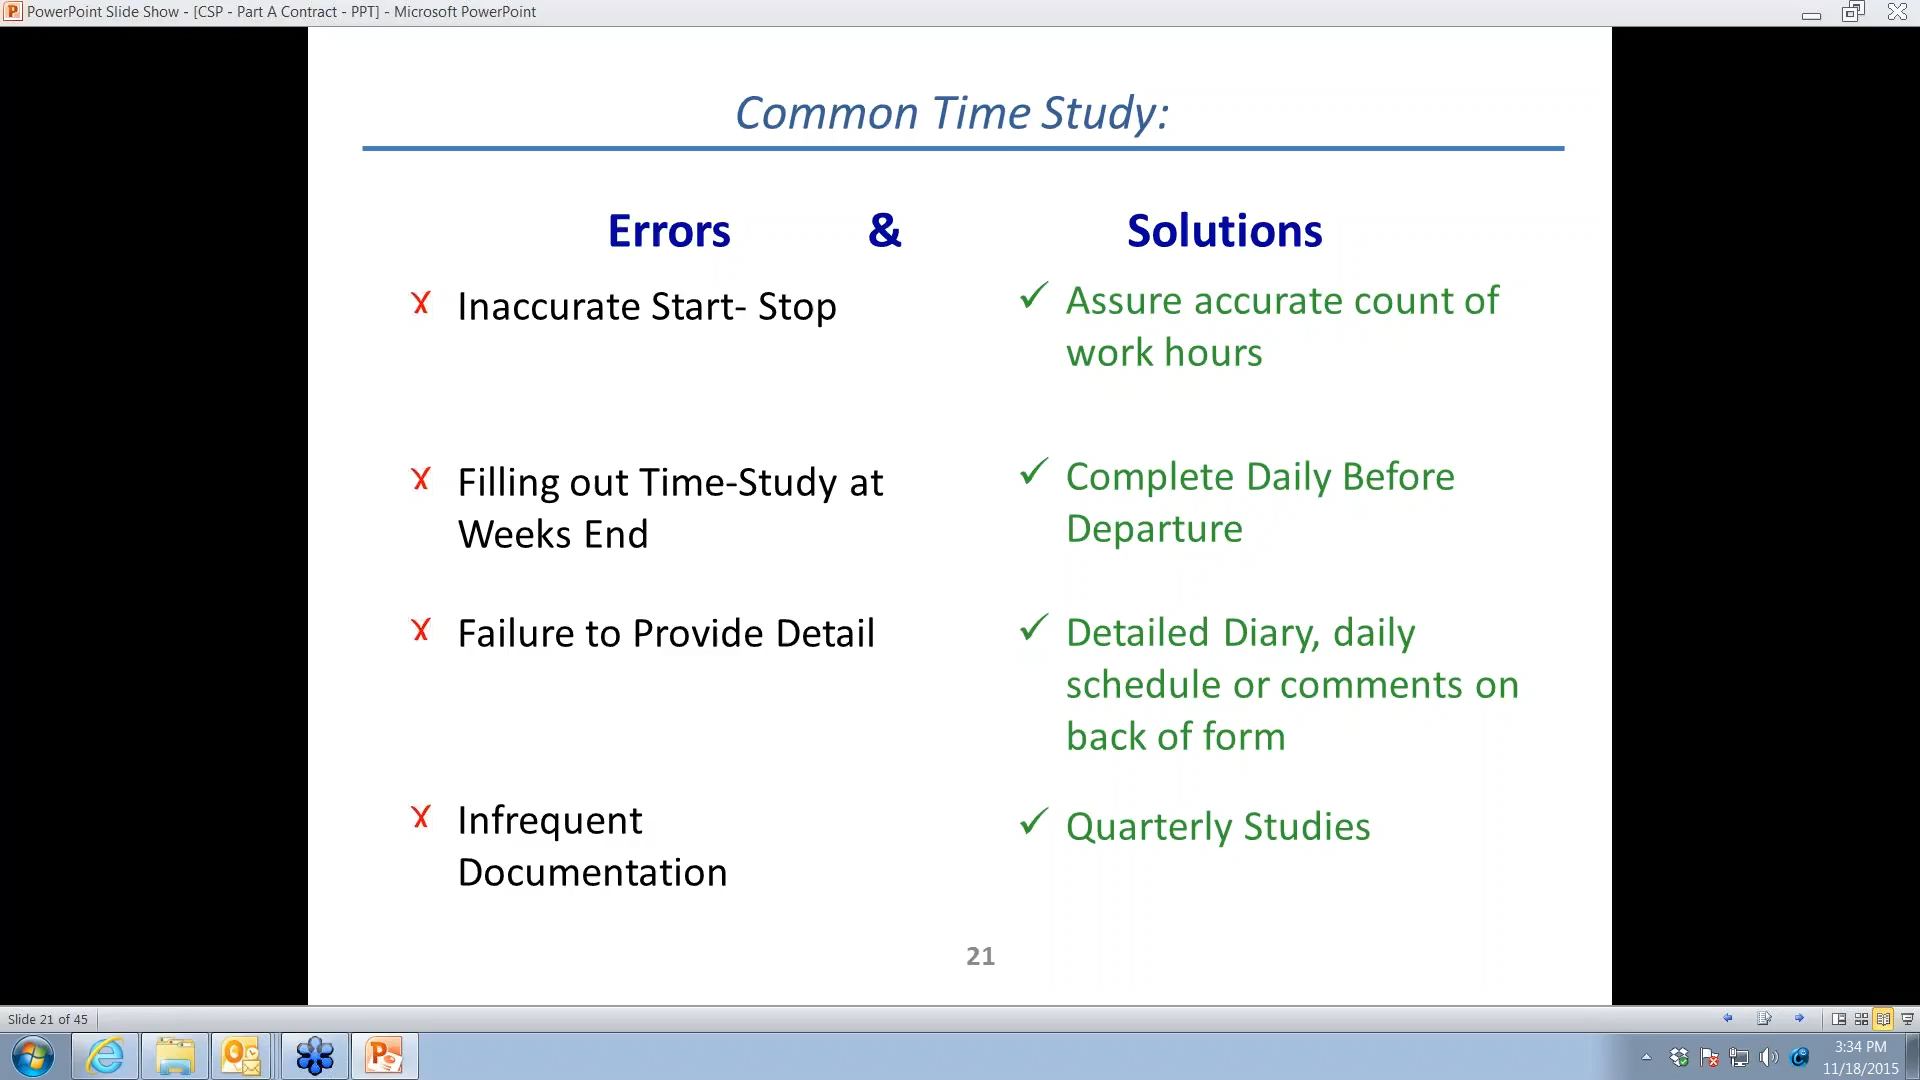 PowerPoint Slide Show - [CSP - Part A Contract - PPT] - Microsoft PowerPoint
Common Time Study:
Errors & Solutions
X Inaccurate Start- Stop
✓ Assure accurate count of
work hours
X Filling out Time-Study at
Weeks End
✓ Complete Daily Before
Departure
X Failure to Provide Detail
✓ Detailed Diary, daily
schedule or comments on
back of form
X Infrequent
Documentation
✓ Quarterly Studies
21
Slide 21 of 45
3:34 PM
11/18/2015